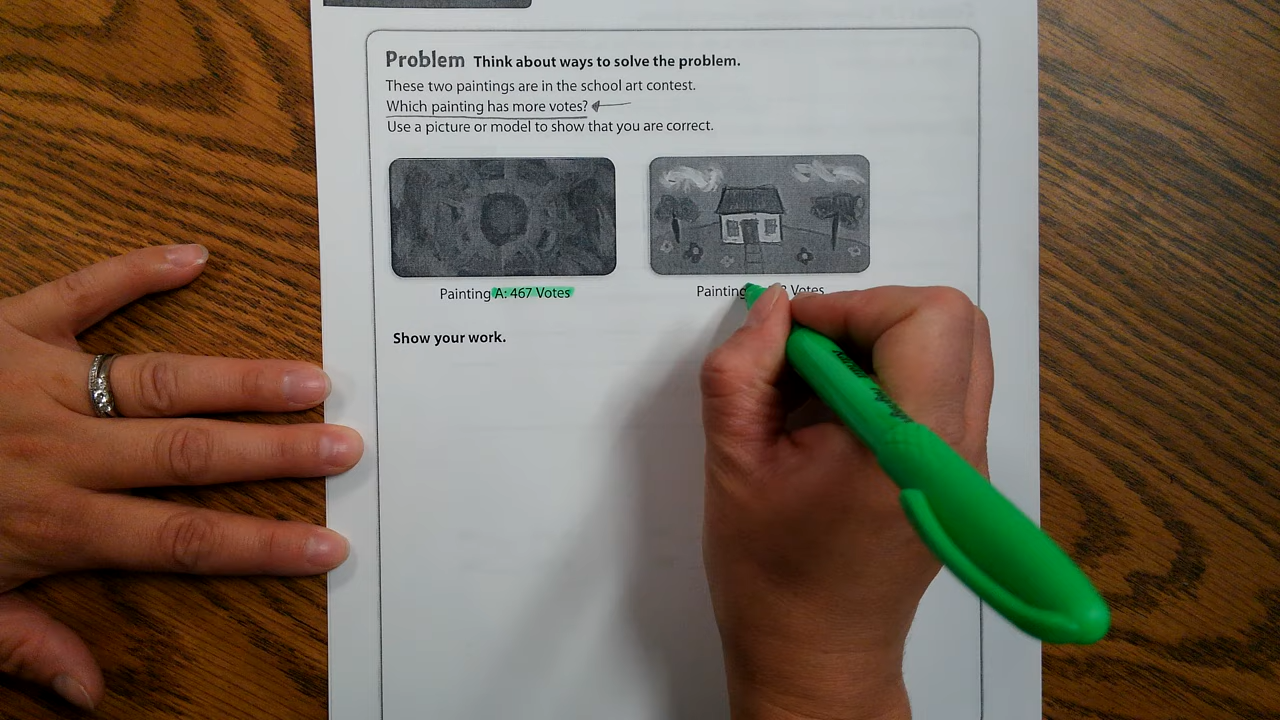 Problem Think about ways to solve the problem.
These two paintings are in the school art contest.
Which painting has more votes?
Use a picture or model to show that you are correct.
Painting A: 467 Votes
Painting Votes
Show your work.